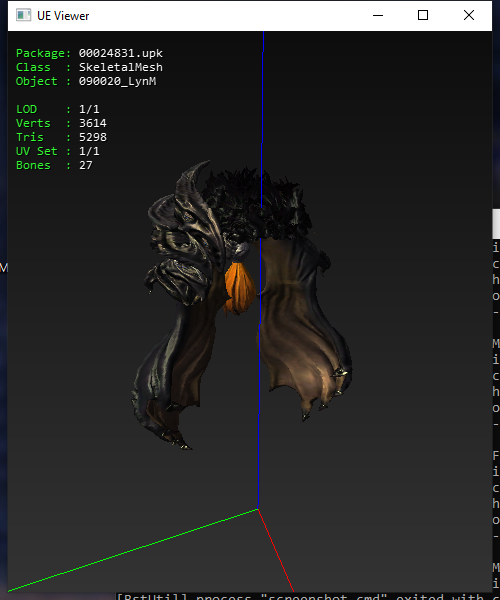 UE Viewer
Package: 00024831.upk
Class : SkeletalMesh
Object : 090020_LynM
LOD : 1/1
Verts : 3614
Tris : 5298
UV Set : 1/1
Bones : 27
M
i
c
h
o
-
M
i
c
h
o
-
F
i
c
h
o
-
M
i
[BstUtil] process "screenshot.cmd" exited with c